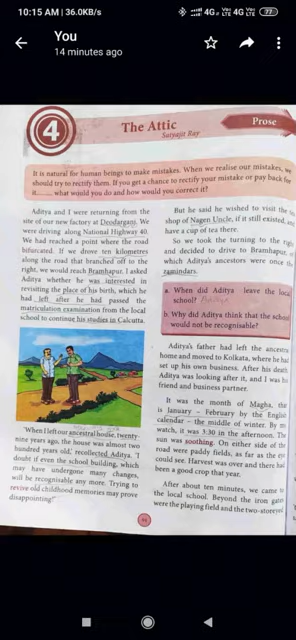 10:15 AM | 36.0KB/s
4G
4G
77
You
14 minutes ago
4
The Attic
Satyajit Ray
Prose
It is natural for human beings to make mistakes. When we realise our mistakes, we
should try to rectify them. If you get a chance to rectify your mistake or pay back for
it........ what would you do and how would you correct it?
Aditya and I were returning from the
site of our new factory at Deodarganj. We
were driving along National Highway 40.
We had reached a point where the road
bifurcated. If we drove ten kilometres
along the road that branched off to the
right, we would reach Bramhapur. I asked
Aditya whether he was interested in
revisiting the place of his birth, which he
had left after he had passed the
matriculation examination from the local
school to continue his studies in Calcutta.
'When I left our ancestral house, twenty-
nine years ago, the house was almost two
hundred years old,' recollected Aditya. 'I
doubt if even the school building, which
may have undergone many changes,
will be recognisable any more. Trying to
revive old childhood memories may prove
disappointing!'
But he said he wished to visit the tea
shop of Nagen Uncle, if it still existed, and
have a cup of tea there.
So we took the turning to the right
and decided to drive to Bramhapur, of
which Aditya's ancestors were once the
zamindars.
a. When did Aditya leave the local
school?
b. Why did Aditya think that the school
would not be recognisable?
Aditya's father had left the ancestral
home and moved to Kolkata, where he had
set up his own business. After his death
Aditya was looking after it, and I was his
friend and business partner.
It was the month of Magha, that
is January - February by the English
calendar - the middle of winter. By my
watch, it was 3:30 in the afternoon. The
sun was soothing. On either side of the
road were paddy fields, as far as the eye
could see. Harvest was over and there had
been a good crop that year.
After about ten minutes, we came to
the local school. Beyond the iron gates
were the playing field and the two-storeyed